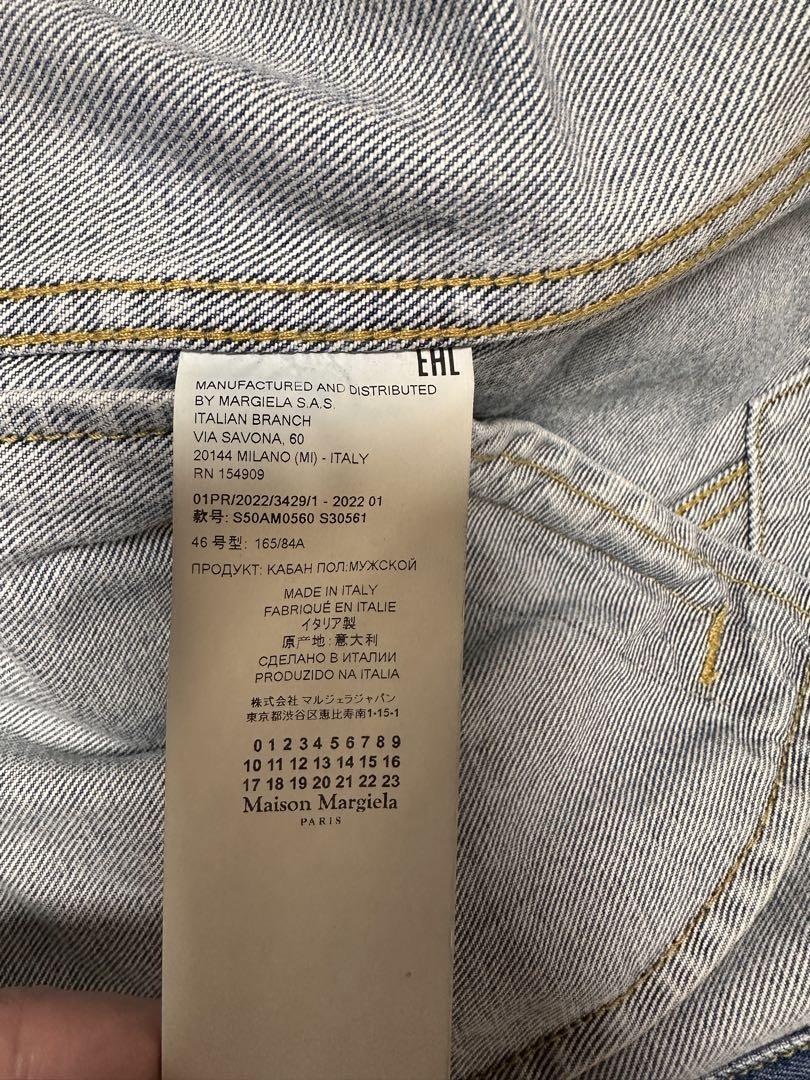 EAC
MANUFACTURED AND DISTRIBUTED
BY MARGIELA S.A.S.
ITALIAN BRANCH
VIA SAVONA, 60
20144 MILANO (MI) - ITALY
RN 154909
01PR/2022/3429/1 - 2022 01
款号: S50AM0560 S30561
46 号型: 165/84A
ПРОДУКТ: КАБАН ПОЛ:МУЖСКОЙ
MADE IN ITALY
FABRIQUÉ EN ITALIE
イタリア製
原产地:意大利
СДЕЛАНО В ИТАЛИИ
PRODUZIDO NA ITALIA
株式会社 マルジェラジャパン
東京都渋谷区恵比寿南1-15-1
0 1 2 3 4 5 6 7 8 9
10 11 12 13 14 15 16
17 18 19 20 21 22 23
Maison Margiela
PARIS